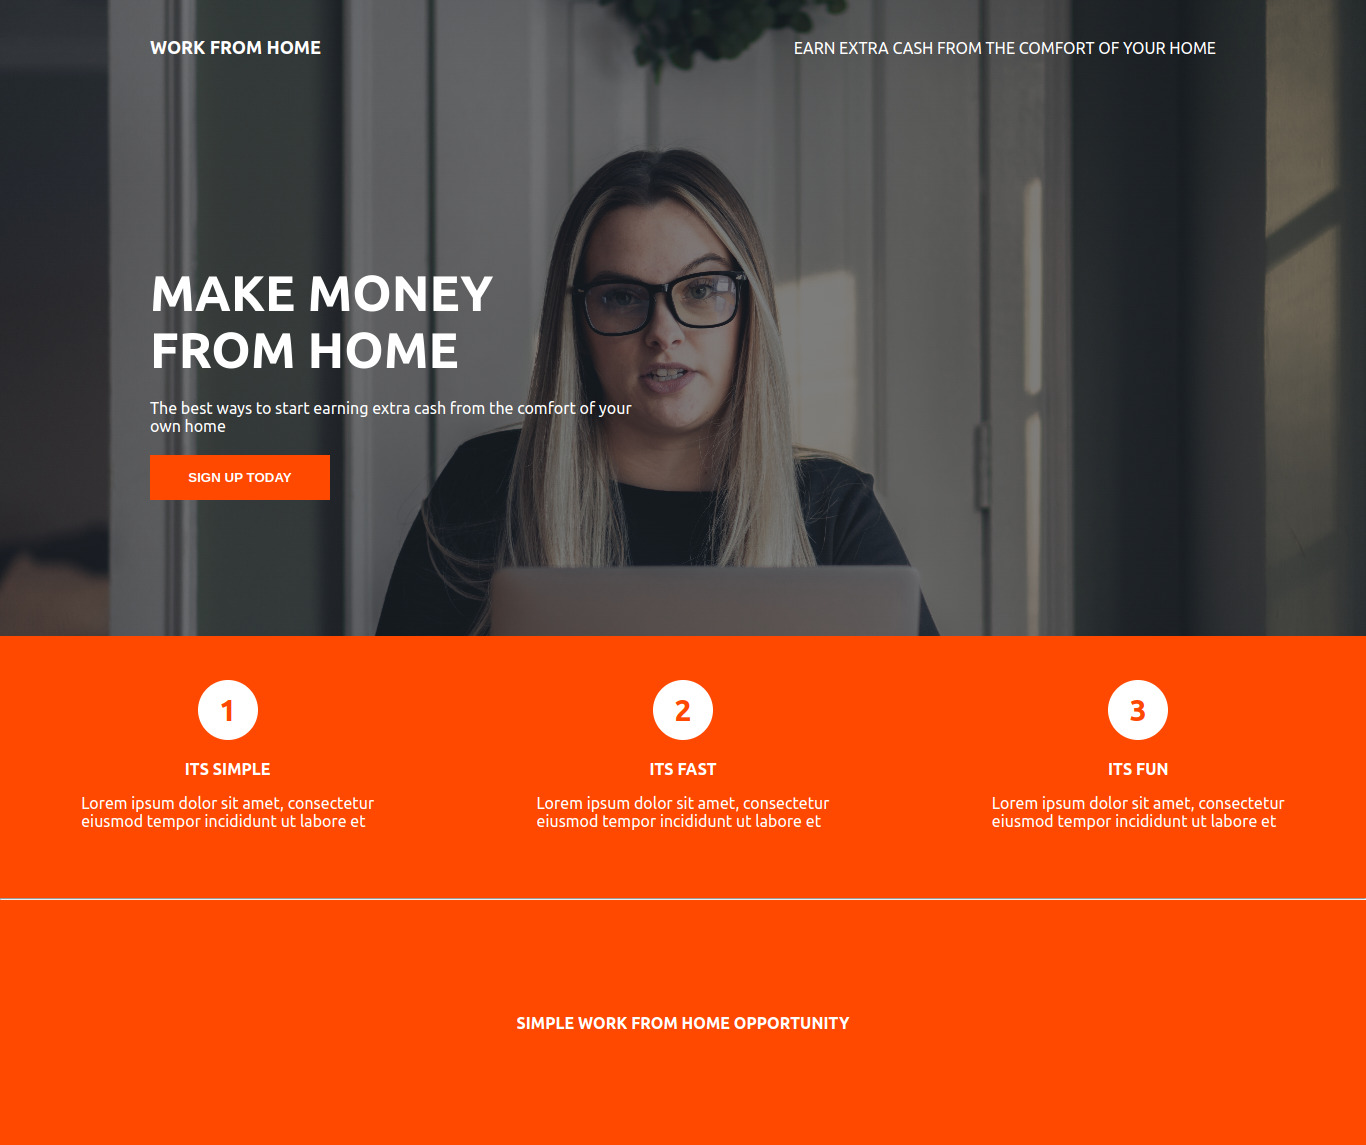 WORK FROM HOME
EARN EXTRA CASH FROM THE COMFORT OF YOUR HOME
MAKE MONEY
FROM HOME
The best ways to start earning extra cash from the comfort of your
own home
SIGN UP TODAY
1
ITS SIMPLE
Lorem ipsum dolor sit amet, consectetur
eiusmod tempor incididunt ut labore et
2
ITS FAST
Lorem ipsum dolor sit amet, consectetur
eiusmod tempor incididunt ut labore et
3
ITS FUN
Lorem ipsum dolor sit amet, consectetur
eiusmod tempor incididunt ut labore et
SIMPLE WORK FROM HOME OPPORTUNITY